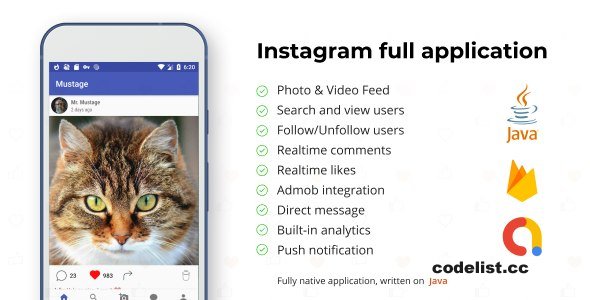 Instagram full application
6:20
Mustage
Mr. Mustage
2 days ago
23
983
Photo & Video Feed
Search and view users
Follow/Unfollow users
Realtime comments
Realtime likes
Admob integration
Direct message
Built-in analytics
Push notification
Java
codelist.cc
Fully native application, written on Java